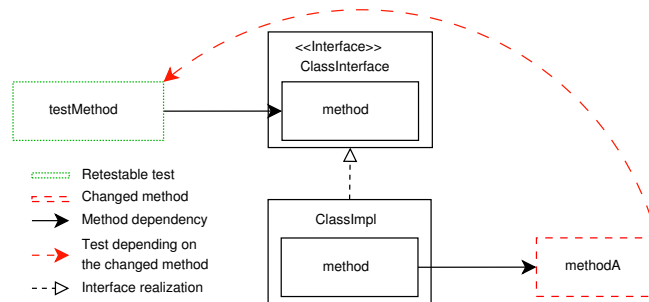 <<Interface>>
ClassInterface
testMethod
method
Retestable test
Changed method
Method dependency
Test depending on
the changed method
Interface realization
ClassImpl
method
methodA